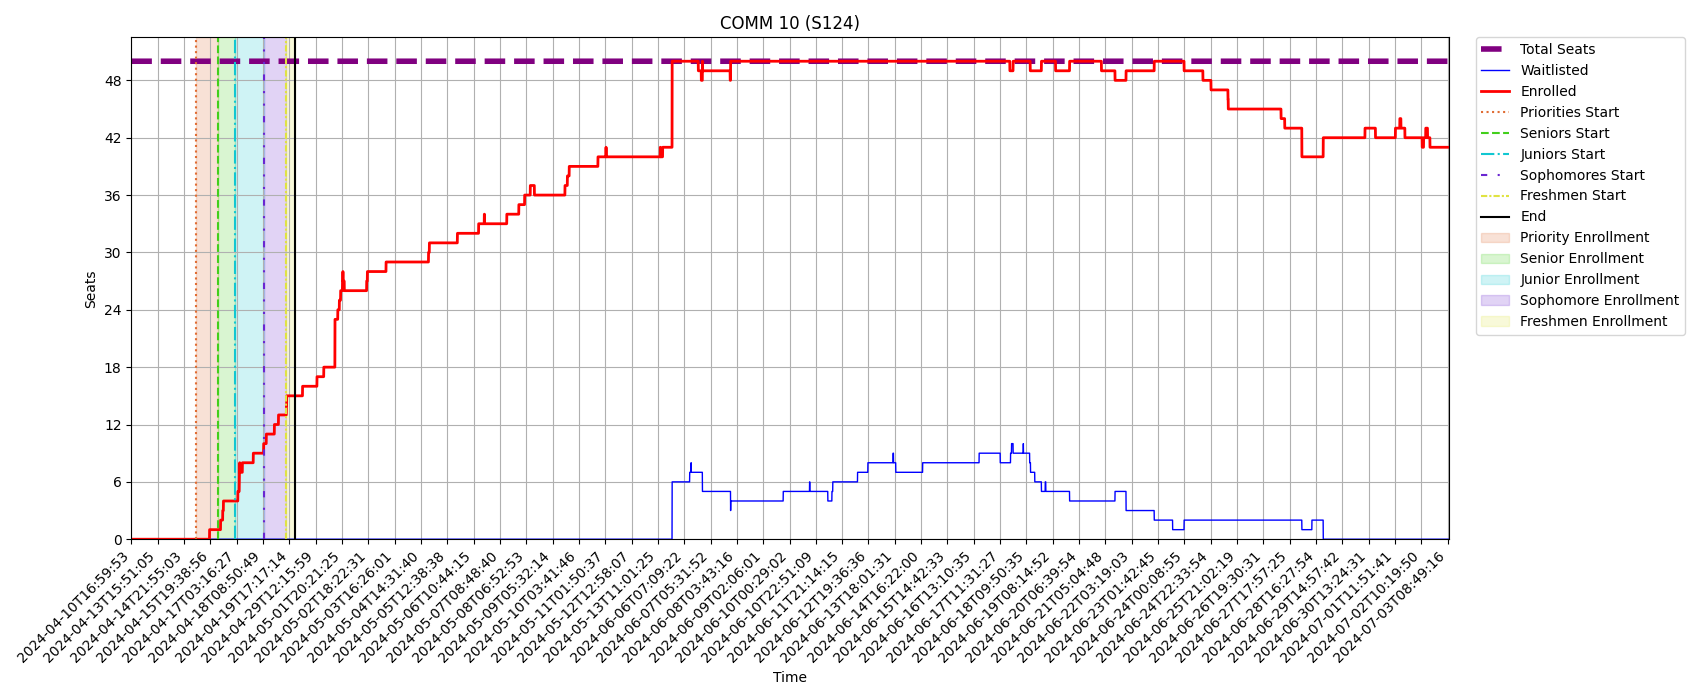 COMM 10 (S124)
Seats
48
42
36
30
24
18
12
6
0
2024-04-10T16:59:53
2024-04-13T15:51:05
2024-04-14T21:55:03
2024-04-15T19:38:56
2024-04-17T03:16:27
2024-04-18T08:50:49
2024-04-19T17:17:14
2024-04-29T12:15:59
2024-05-01T20:21:25
2024-05-02T18:22:31
2024-05-03T16:26:01
2024-05-04T14:31:40
2024-05-05T12:38:38
2024-05-06T10:44:15
2024-05-07T08:48:40
2024-05-08T06:52:53
2024-05-09T05:32:14
2024-05-10T03:41:46
2024-05-11T01:50:37
2024-05-12T12:58:07
2024-05-13T11:01:25
2024-06-06T07:09:22
2024-06-07T05:31:52
2024-06-08T03:43:16
2024-06-09T02:06:01
2024-06-10T00:29:02
2024-06-10T22:51:09
2024-06-11T21:14:15
2024-06-12T19:36:36
2024-06-13T18:01:31
2024-06-14T16:22:00
2024-06-15T14:42:33
2024-06-16T13:10:35
2024-06-17T11:31:27
2024-06-18T09:50:35
2024-06-19T08:14:52
2024-06-20T06:39:54
2024-06-21T05:04:48
2024-06-22T03:19:03
2024-06-23T01:42:45
2024-06-24T00:08:55
2024-06-24T22:33:54
2024-06-25T21:02:19
2024-06-26T19:30:31
2024-06-27T17:57:25
2024-06-28T16:27:54
2024-06-29T14:57:42
2024-06-30T13:24:31
2024-07-01T11:51:41
2024-07-02T10:19:50
2024-07-03T08:49:16
Time
Total Seats
Waitlisted
Enrolled
Priorities Start
Seniors Start
Juniors Start
Sophomores Start
Freshmen Start
End
Priority Enrollment
Senior Enrollment
Junior Enrollment
Sophomore Enrollment
Freshmen Enrollment